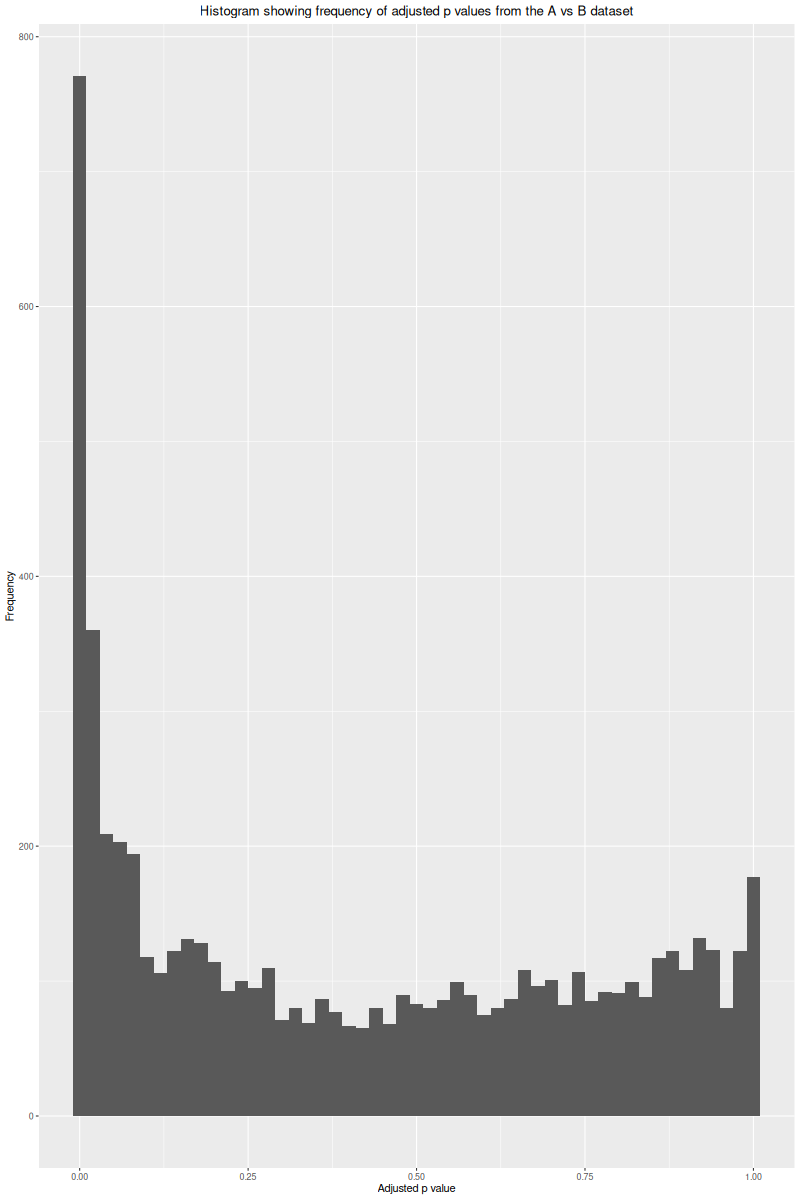 Histogram showing frequency of adjusted p values from the A vs B dataset
800
600
400
200
0
Frequency
0.00 0.25 0.50 0.75 1.00
Adjusted p value